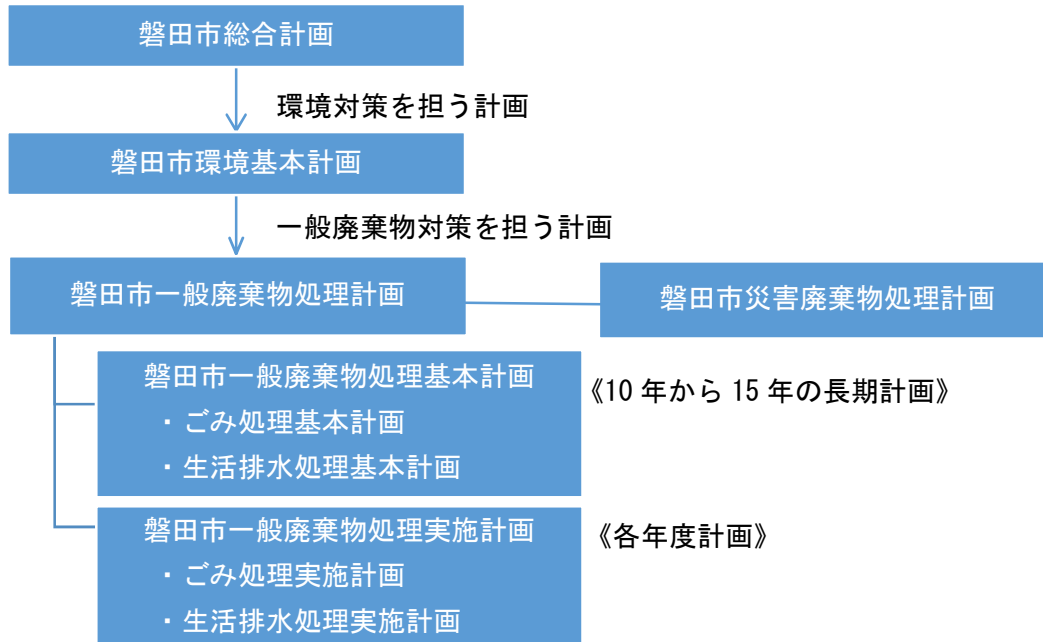 磐田市総合計画
環境対策を担う計画
磐田市環境基本計画
一般廃棄物対策を担う計画
磐田市一般廃棄物処理計画
磐田市災害廃棄物処理計画
磐田市一般廃棄物処理基本計画
・ごみ処理基本計画
・生活排水処理基本計画
《10 年から 15 年の長期計画》
磐田市一般廃棄物処理実施計画
・ごみ処理実施計画
・生活排水処理実施計画
《各年度計画》